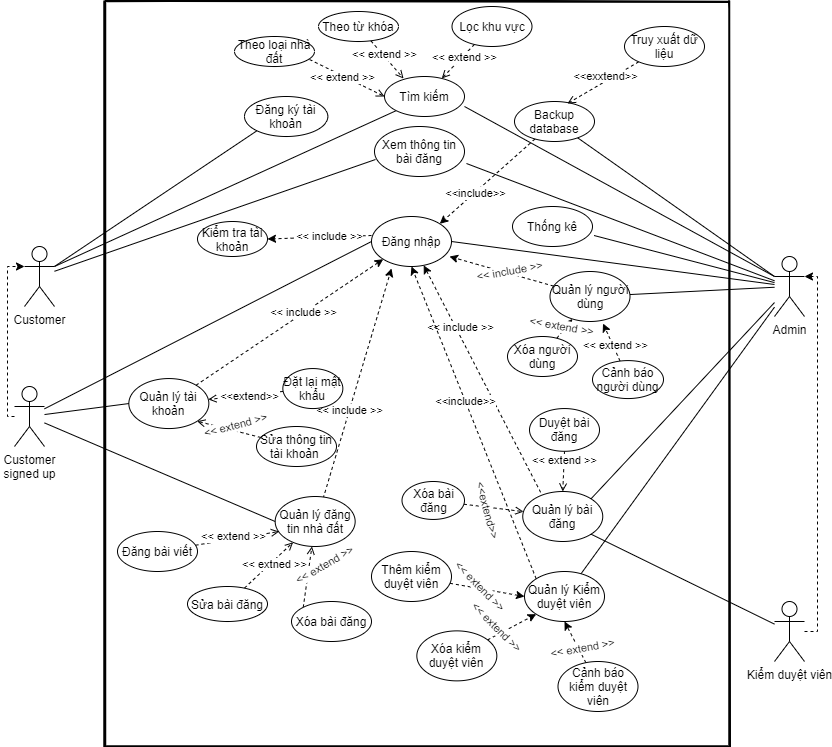 Theo từ khóa
Lọc khu vực
Theo loại nhà
đất
<< extend >>
<< extend >>
<< extend >>
Truy xuất dữ
liệu
<<exxtend>>
Tìm kiếm
Đăng ký tài
khoản
Backup
database
Xem thông tin
bài đăng
<<include>>
Thống kê
Kiểm tra tài
khoản
<< include >>
Đăng nhập
<< include >>
Quản lý người
dùng
Customer
Admin
<< include >>
<< include >>
<< extend >>
<< extend >>
Xóa người
dùng
Cảnh báo
người dùng
Quản lý tài
khoản
<<extend>>
Đặt lại mật
khẩu
<< include >>
<<include>>
<< extend >>
Sửa thông tin
tài khoản
Duyệt bài
đăng
<< extend >>
Customer
signed up
Xóa bài
đăng
<<extend>>
Quản lý bài
đăng
Quản lý đăng
tin nhà đất
Đăng bài viết
<< extend >>
<< extned >>
<< extend >>
Sửa bài đăng
Xóa bài đăng
Thêm kiểm
duyệt viên
<< extend >>
Quản lý Kiểm
duyệt viên
<< extend >>
Xóa kiểm
duyệt viên
<< extend >>
Cảnh báo
kiểm duyệt
viên
Kiểm duyệt viên